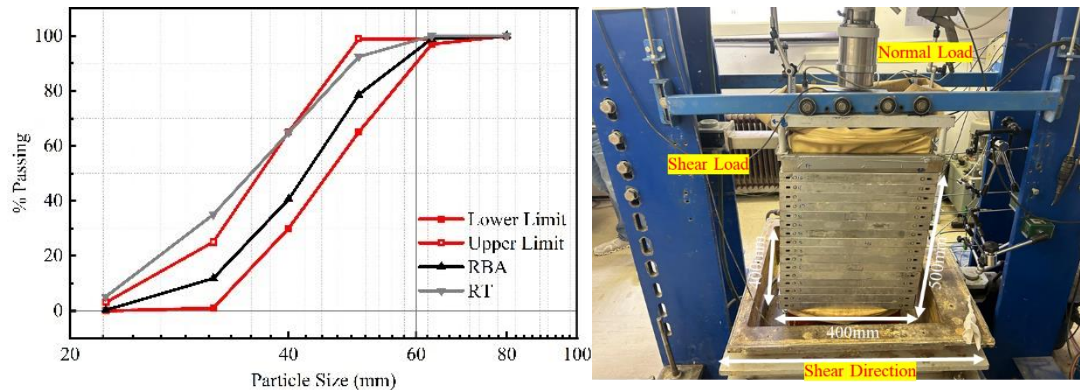 100
80
60
40
20
0
% Passing
Lower Limit
Upper Limit
RBA
RT
20
40
60
80
100
Particle Size (mm)
Normal Load
Shear Load
500mm
400mm
Shear Direction